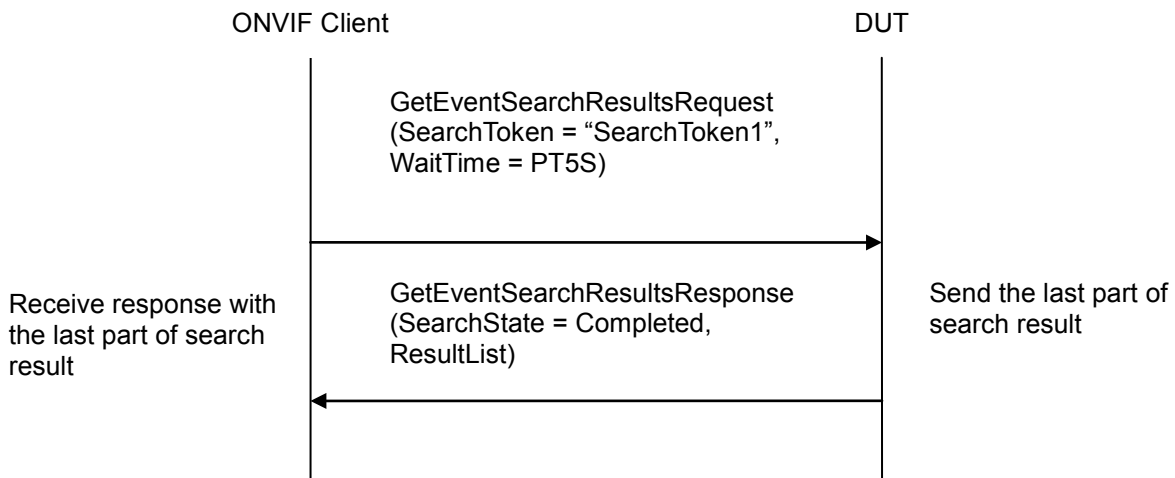 ONVIF Client
DUT
GetEventSearchResultsRequest
(SearchToken = “SearchToken1”,
WaitTime = PT5S)
Receive response with
the last part of search
result
GetEventSearchResultsResponse
(SearchState = Completed,
ResultList)
Send the last part of
search result